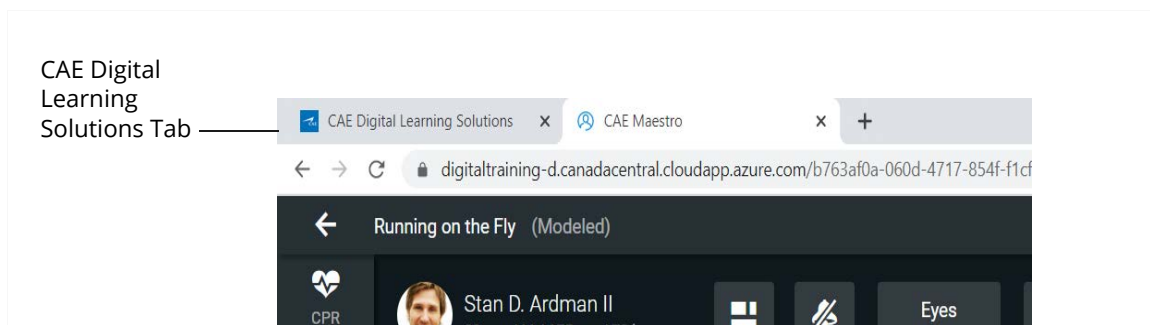 CAE Digital
Learning
Solutions Tab
CAE Digital Learning Solutions
CAE Maestro
digitaltraining-d.canadacentral.cloudapp.azure.com/b763af0a-060d-4717-854f-f1cf
Running on the Fly (Modeled)
Stan D. Ardman II
Eyes
CPR